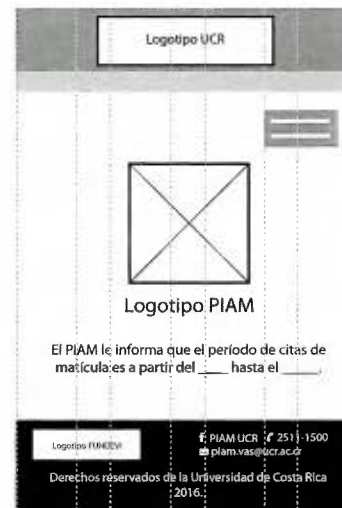 Logotipo UCR
Logotipo PIAM
El PIAM le informa que el período de citas de
matícula es a partir del ____ hasta el _____.
Logotipo FUNDEVI
PIAM UCR 2511-1500
piam.vas@ucr.ac.cr
Derechos reservados de la Universidad de Costa Rica
2016.